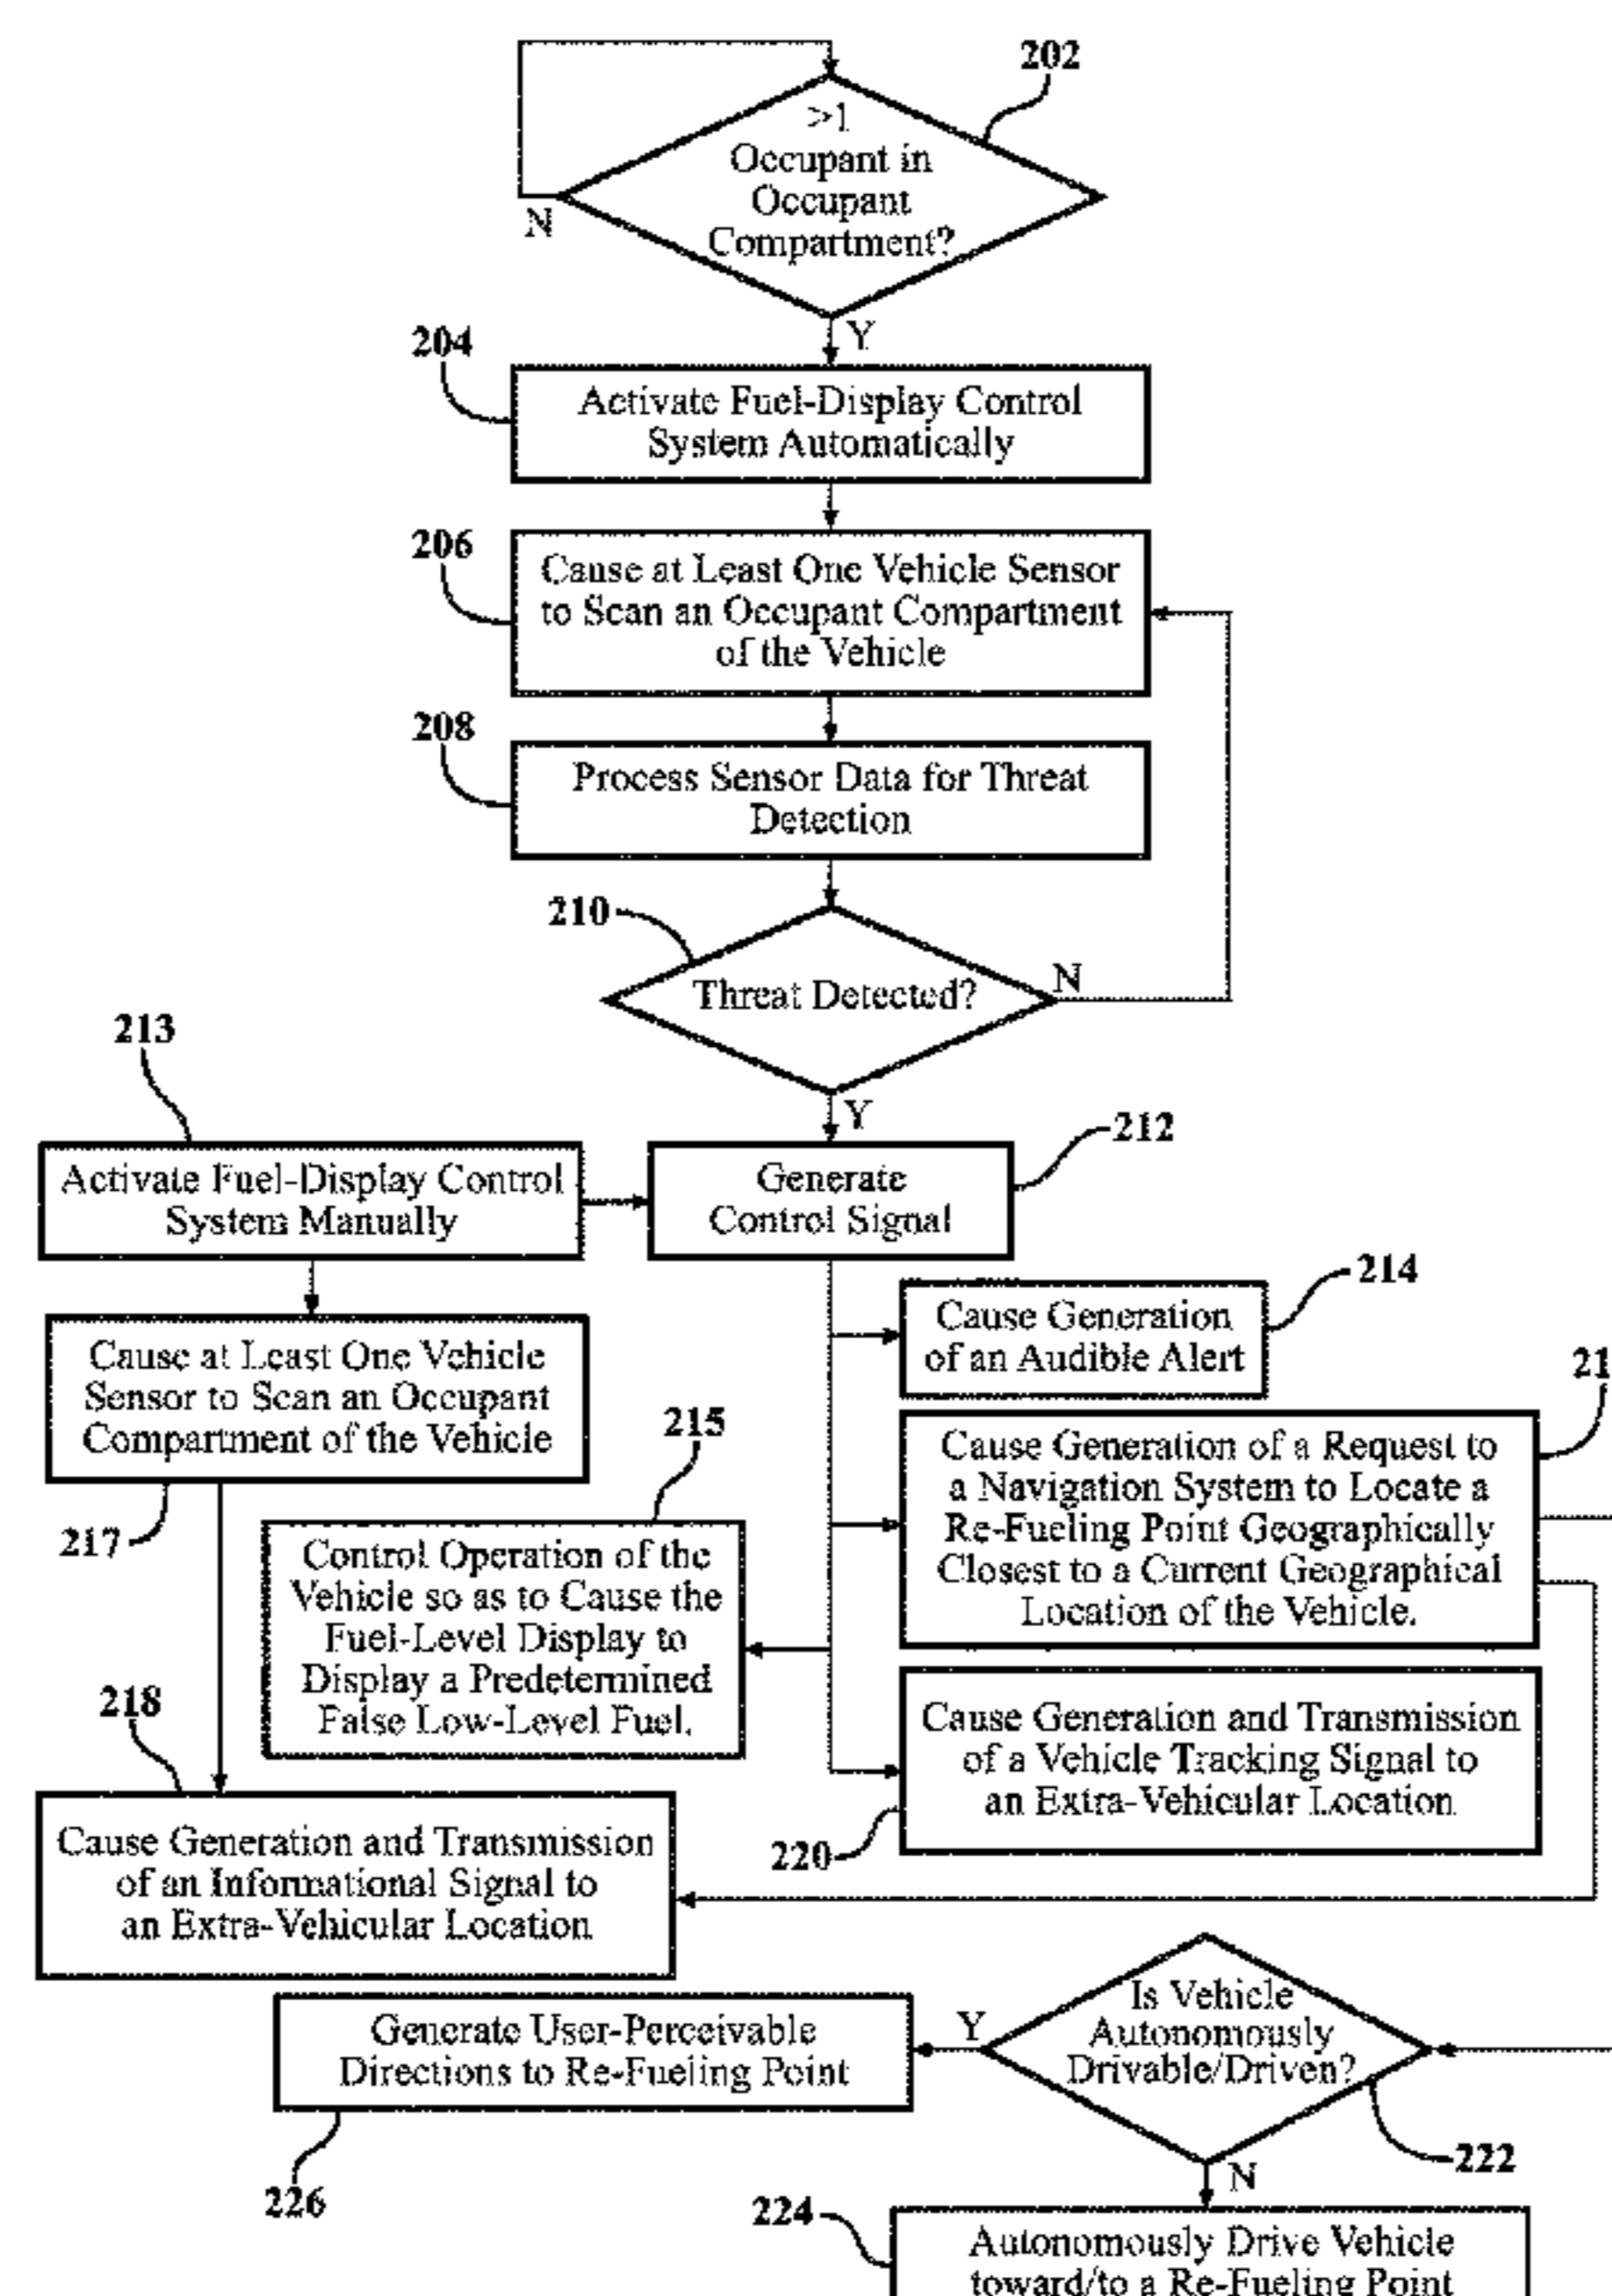 202
>1
Occupant in
Occupant
Compartment?
N
Y
204
Activate Fuel-Display Control
System Automatically
206
Cause at Least One Vehicle Sensor
to Scan an Occupant Compartment
of the Vehicle
208
Process Sensor Data for Threat
Detection
210
Threat Detected?
N
Y
213
Activate Fuel-Display Control
System Manually
212
Generate
Control Signal
214
Cause Generation
of an Audible Alert
Cause at Least One Vehicle
Sensor to Scan an Occupant
Compartment of the Vehicle
217
21
Cause Generation of a Request to
a Navigation System to Locate a
Re-Fueling Point Geographically
Closest to a Current Geographical
Location of the Vehicle.
215
Control Operation of the
Vehicle so as to Cause the
Fuel-Level Display to
Display a Predetermined
False Low-Level Fuel.
218
Cause Generation and Transmission
of an Informational Signal to
an Extra-Vehicular Location
Cause Generation and Transmission
of a Vehicle Tracking Signal to
an Extra-Vehicular Location
220
Is Vehicle
Autonomously
Drivable/Driven?
222
Y
N
Generate User-Perceivable
Directions to Re-Fueling Point
226
224
Autonomously Drive Vehicle
toward/to a Re-Fueling Point